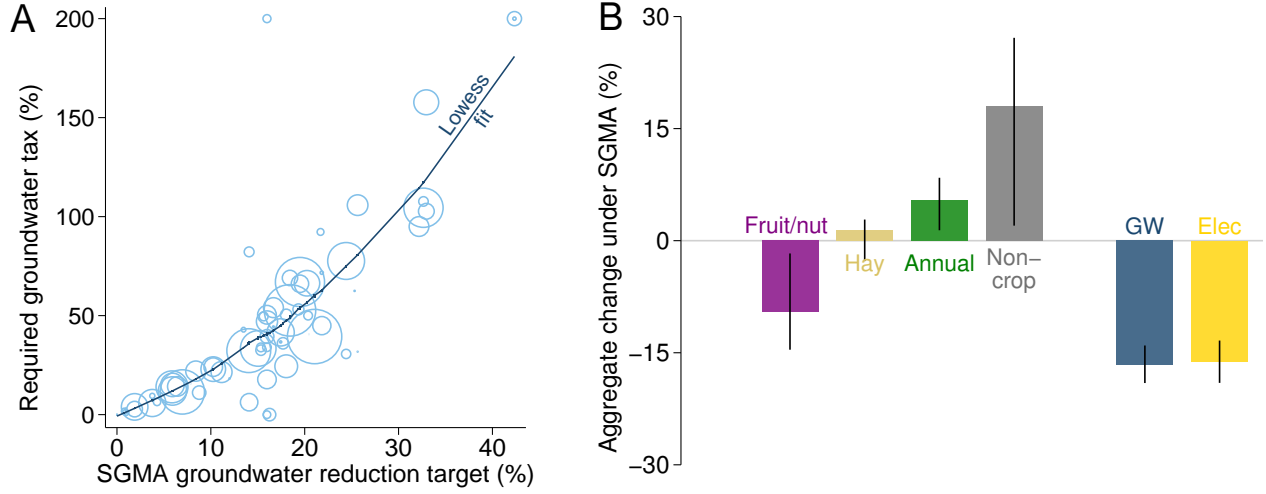 A
Required groundwater tax (%)
200
150
100
50
0
Lowess
fit
0 10 20 30 40
SGMA groundwater reduction target (%)
B
Aggregate change under SGMA (%)
30
15
0
−15
−30
Fruit/nut
Hay
Annual
Non−
crop
GW
Elec